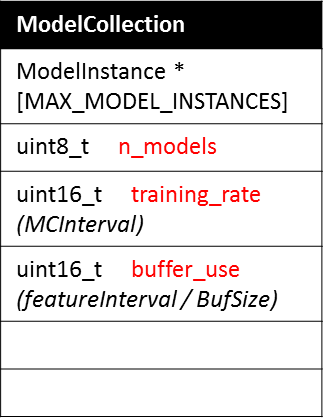 ModelCollection
ModelInstance *
[MAX_MODEL_INSTANCES]
uint8_t n_models
uint16_t training_rate
(MCInterval)
uint16_t buffer_use
(featureInterval / BufSize)